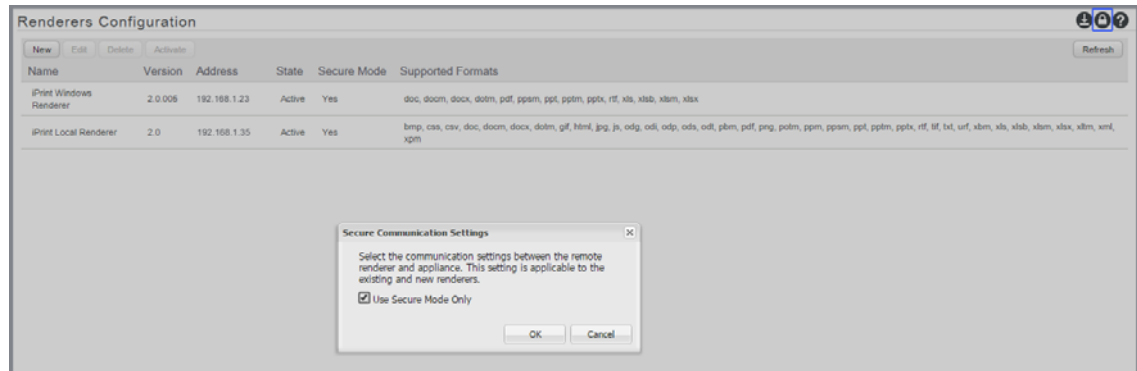 Renderers Configuration
New Edit Delete Activate Refresh
Name Version Address State Secure Mode Supported Formats
iPrint Windows
Renderer 2.0.006 192.168.1.23 Active Yes doc, docm, docx, dotm, pdf, ppsm, ppt, pptm, pptx, rtf, xls, xlsb, xlsm, xlsx
iPrint Local Renderer 2.0 192.168.1.35 Active Yes bmp, css, csv, doc, docm, docx, dotm, gif, html, jpg, js, odg, odi, odp, ods, odt, pbm, pdf, png, potm, ppm, ppsm, ppt, pptm, pptx, rtf, tif, txt, urf, xbm, xls, xlsb, xlsm, xlsx, xltm, xml,
xpm
Secure Communication Settings
Select the communication settings between the remote
renderer and appliance. This setting is applicable to the
existing and new renderers.
Use Secure Mode Only
OK Cancel